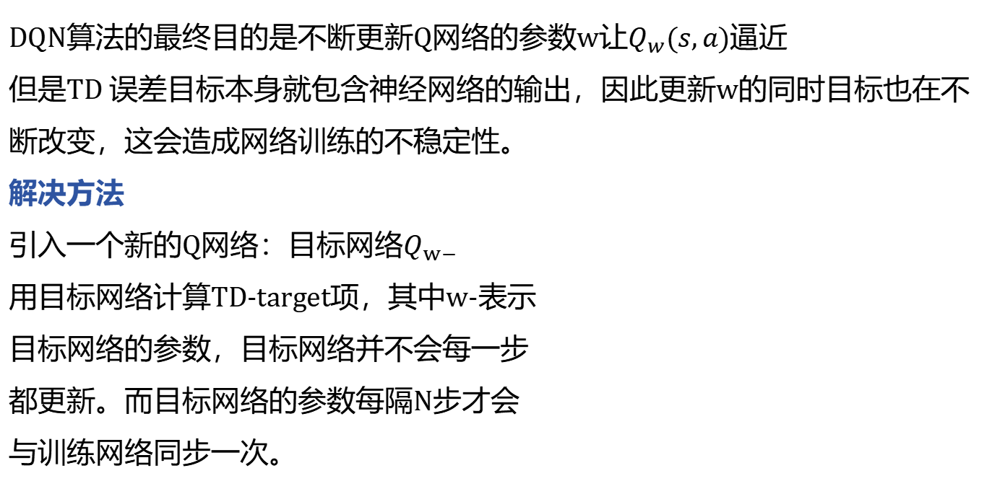 DQN算法的最终目的是不断更新Q网络的参数w让Q_w(s, a)逼近
但是TD 误差目标本身就包含神经网络的输出，因此更新w的同时目标也在不
断改变，这会造成网络训练的不稳定性。
解决方法
引入一个新的Q网络：目标网络Q_w−
用目标网络计算TD-target项，其中w-表示
目标网络的参数，目标网络并不会每一步
都更新。而目标网络的参数每隔N步才会
与训练网络同步一次。